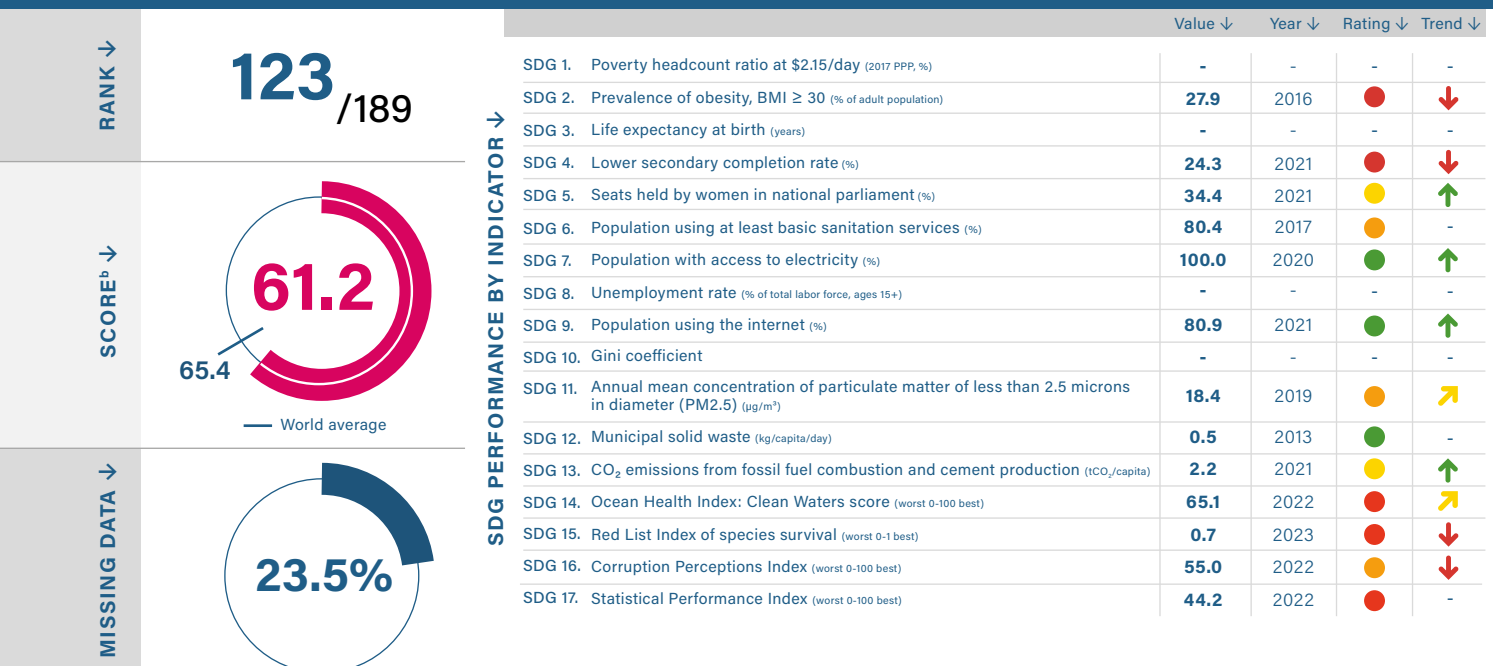 RANK →
123/189
SCOREᵇ →
61.2
65.4
World average
MISSING DATA →
23.5%
SDG PERFORMANCE BY INDICATOR →
Value ↓ Year ↓ Rating ↓ Trend ↓
SDG 1. Poverty headcount ratio at $2.15/day (2017 PPP, %) - - - -
SDG 2. Prevalence of obesity, BMI ≥ 30 (% of adult population) 27.9 2016 ↓
SDG 3. Life expectancy at birth (years) - - - -
SDG 4. Lower secondary completion rate (%) 24.3 2021 ↓
SDG 5. Seats held by women in national parliament (%) 34.4 2021 ↑
SDG 6. Population using at least basic sanitation services (%) 80.4 2017 -
SDG 7. Population with access to electricity (%) 100.0 2020 ↑
SDG 8. Unemployment rate (% of total labor force, ages 15+) - - - -
SDG 9. Population using the internet (%) 80.9 2021 ↑
SDG 10. Gini coefficient - - - -
SDG 11. Annual mean concentration of particulate matter of less than 2.5 microns
in diameter (PM2.5) (μg/m³) 18.4 2019 ↗
SDG 12. Municipal solid waste (kg/capita/day) 0.5 2013 -
SDG 13. CO₂ emissions from fossil fuel combustion and cement production (tCO₂/capita) 2.2 2021 ↑
SDG 14. Ocean Health Index: Clean Waters score (worst 0-100 best) 65.1 2022 ↗
SDG 15. Red List Index of species survival (worst 0-1 best) 0.7 2023 ↓
SDG 16. Corruption Perceptions Index (worst 0-100 best) 55.0 2022 ↓
SDG 17. Statistical Performance Index (worst 0-100 best) 44.2 2022 -